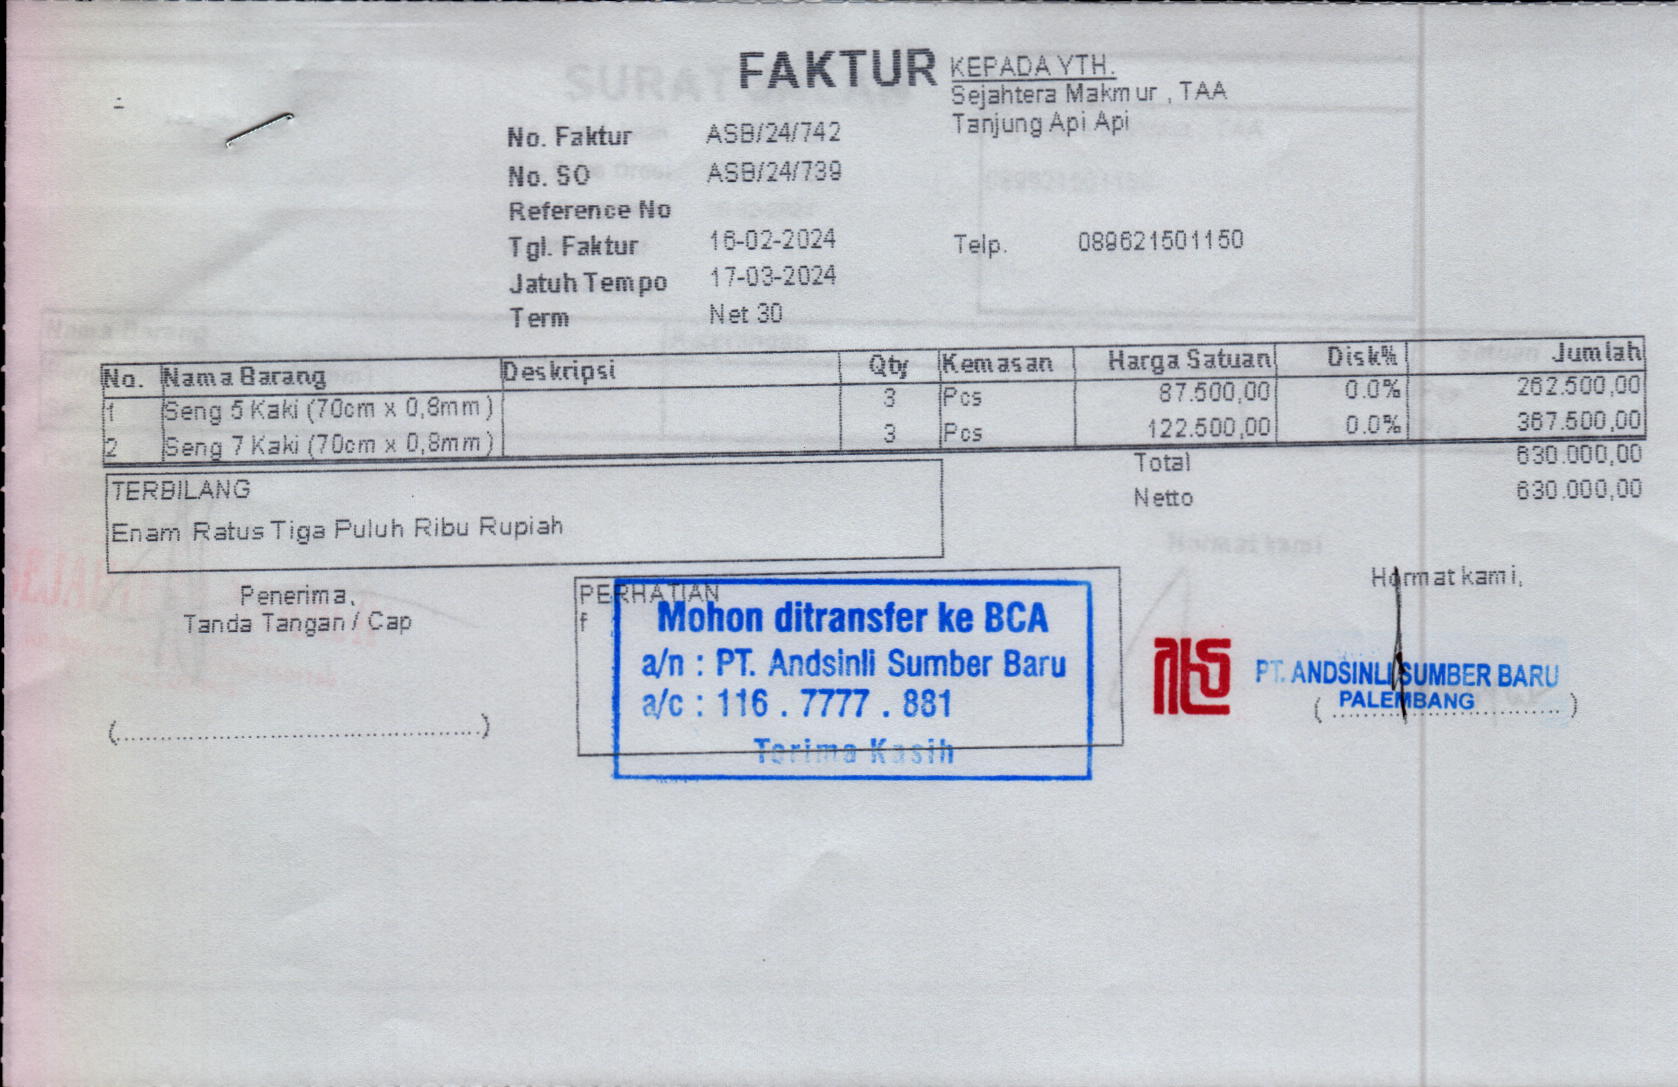 FAKTUR
KEPADA YTH.
Sejahtera Makmur , TAA
Tanjung Api Api
No. Faktur ASB/24/742
No. SO ASB/24/739
Reference No
Tgl. Faktur 16-02-2024
Telp. 089621501150
Jatuh Tempo 17-03-2024
Term Net 30
No. Nama Barang Deskripsi Qty Kemasan Harga Satuan Disk% Jumlah
1 Seng 5 Kaki (70cm x 0,8mm) 3 Pcs 87.500,00 0.0% 262.500,00
2 Seng 7 Kaki (70cm x 0,8mm) 3 Pcs 122.500,00 0.0% 367.500,00
Total 630.000,00
Netto 630.000,00
TERBILANG
Enam Ratus Tiga Puluh Ribu Rupiah
Penerima,
Tanda Tangan / Cap
(..................................................)
PERHATIAN
f
Mohon ditransfer ke BCA
a/n : PT. Andsinli Sumber Baru
a/c : 116 . 7777 . 881
Terima Kasih
Hormat kami,
PT. ANDSINLI SUMBER BARU
PALEMBANG
(..................................)